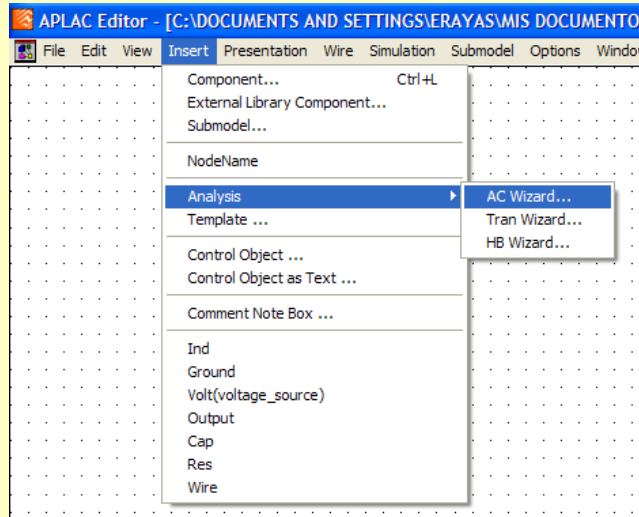 APLAC Editor - [C:\DOCUMENTS AND SETTINGS\ERAYAS\MIS DOCUMENTO
File Edit View Insert Presentation Wire Simulation Submodel Options Window
Component... Ctrl+L
External Library Component...
Submodel...
NodeName
Analysis
AC Wizard...
Tran Wizard...
HB Wizard...
Template ...
Control Object ...
Control Object as Text ...
Comment Note Box ...
Ind
Ground
Volt(voltage_source)
Output
Cap
Res
Wire